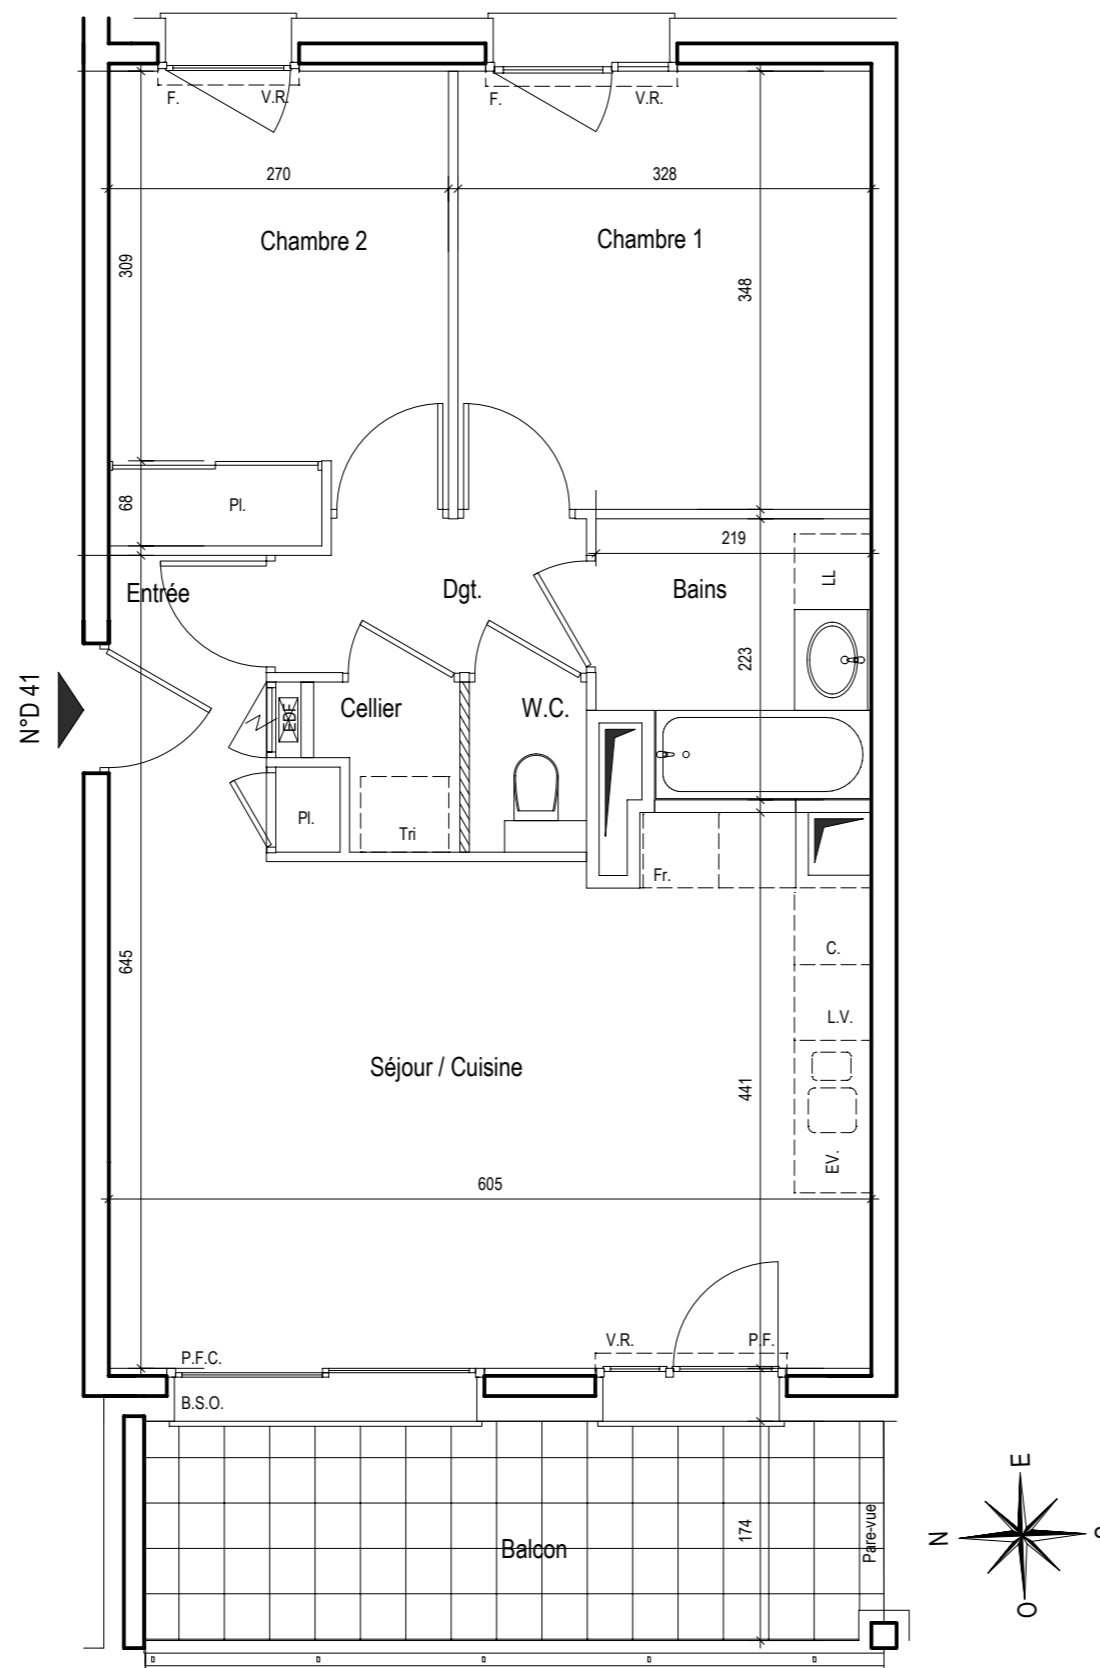 F.
V.R.
F.
V.R.
270
328
Chambre 2
Chambre 1
309
348
68
Pl.
219
Entrée
Dgt.
Bains
LL
223
N°D 41
EDF
Cellier
W.C.
Pl.
Tri
Fr.
C.
645
L.V.
Séjour / Cuisine
441
EV.
605
V.R.
P.F.
P.F.C.
B.S.O.
174
Balcon
Pare-vue
E
N
O